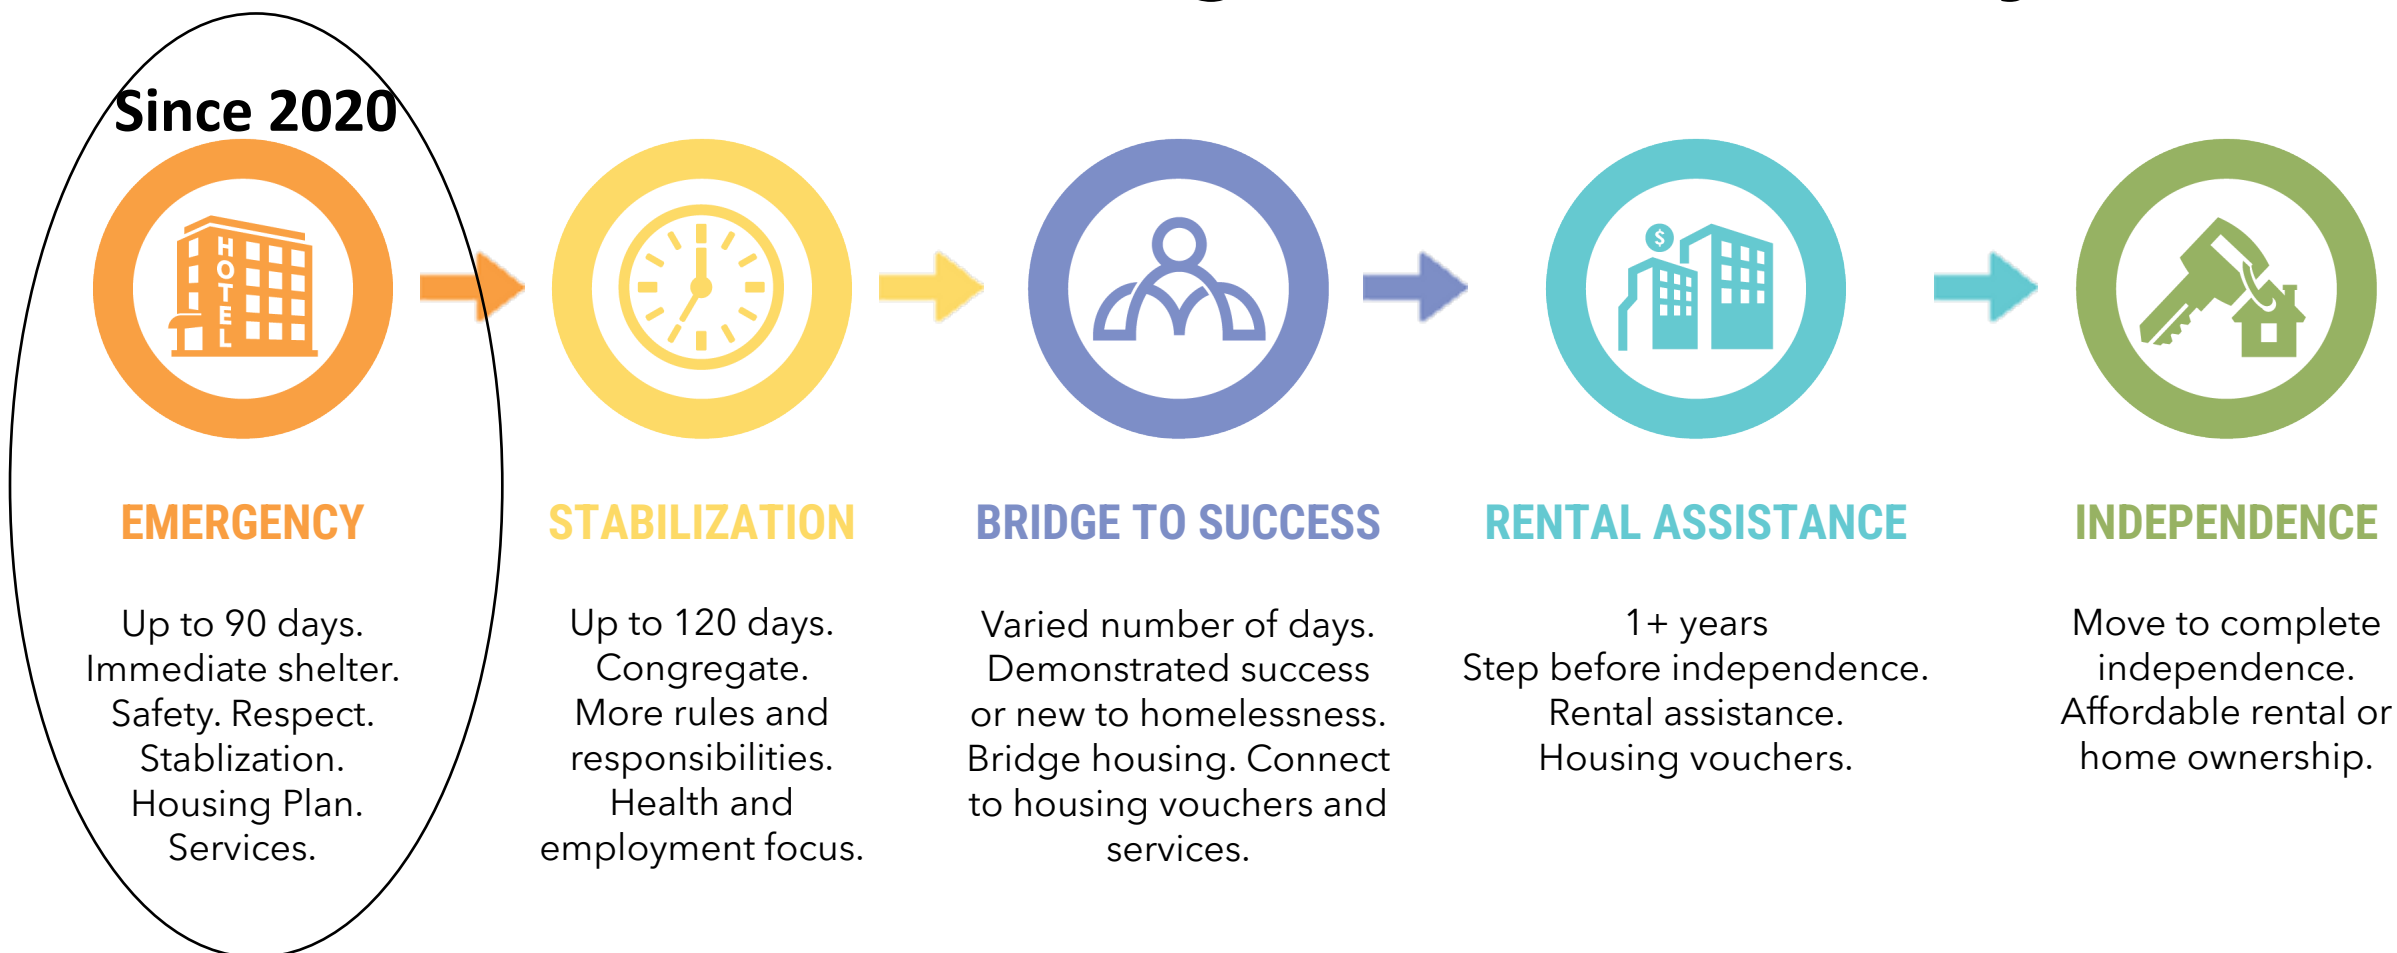 Since 2020
HOTEL
$
EMERGENCY
Up to 90 days.
Immediate shelter.
Safety. Respect.
Stablization.
Housing Plan.
Services.
STABILIZATION
Up to 120 days.
Congregate.
More rules and
responsibilities.
Health and
employment focus.
BRIDGE TO SUCCESS
Varied number of days.
Demonstrated success
or new to homelessness.
Bridge housing. Connect
to housing vouchers and
services.
RENTAL ASSISTANCE
1+ years
Step before independence.
Rental assistance.
Housing vouchers.
INDEPENDENCE
Move to complete
independence.
Affordable rental or
home ownership.